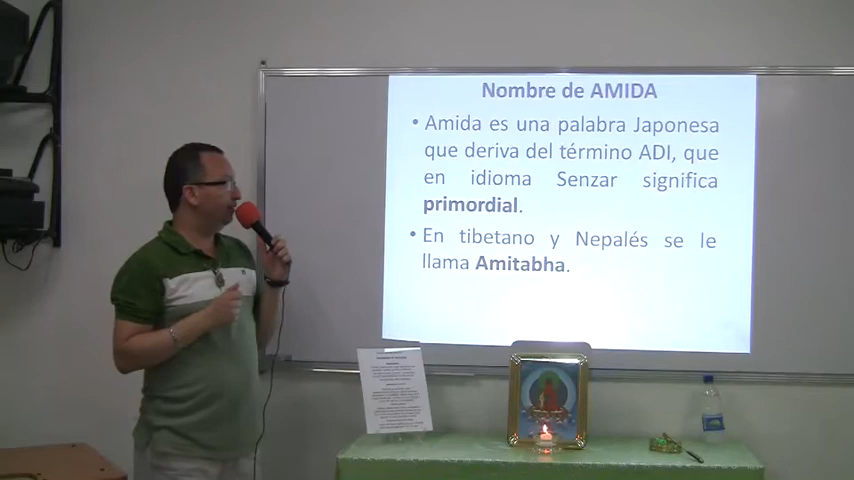 Nombre de AMIDA
• Amida es una palabra Japonesa
que deriva del término ADI, que
en idioma Senzar significa
primordial.
• En tibetano y Nepalés se le
llama Amitabha.